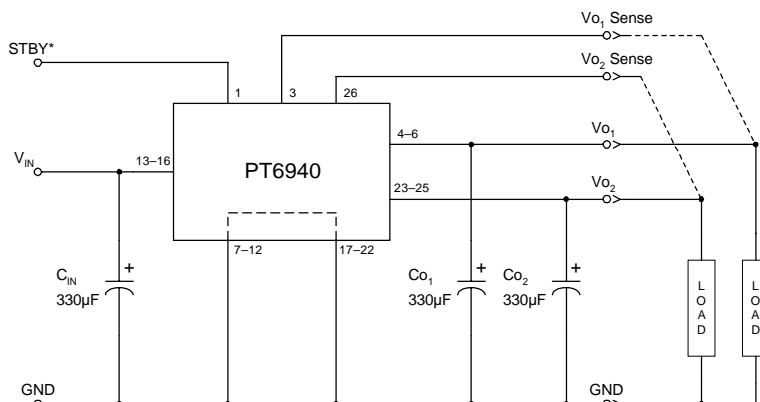 Vo1 Sense
STBY*
Vo2 Sense
1
3
26
4–6
Vo1
VIN
13–16
PT6940
23–25
Vo2
7–12
17–22
CIN
+
330µF
Co1
+
330µF
Co2
+
330µF
LOAD
LOAD
GND
GND